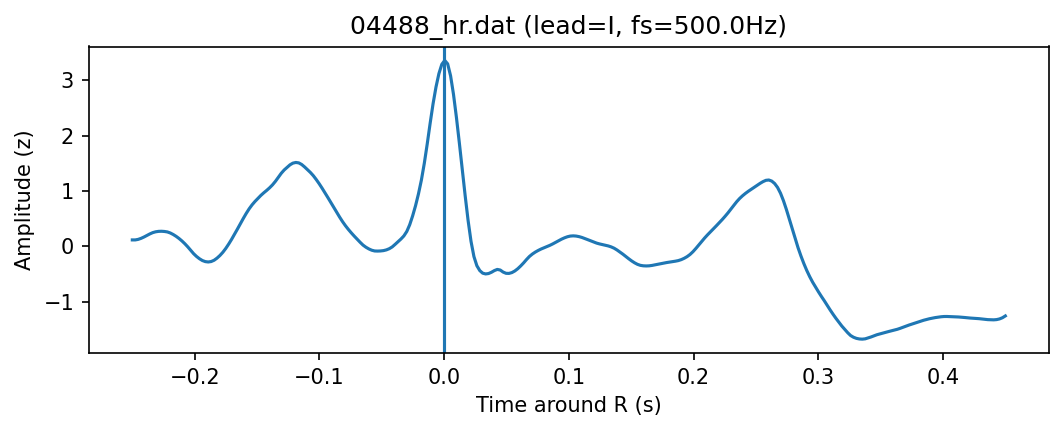 04488_hr.dat (lead=I, fs=500.0Hz)
Amplitude (z)
3
2
1
0
−1
−0.2 −0.1 0.0 0.1 0.2 0.3 0.4
Time around R (s)